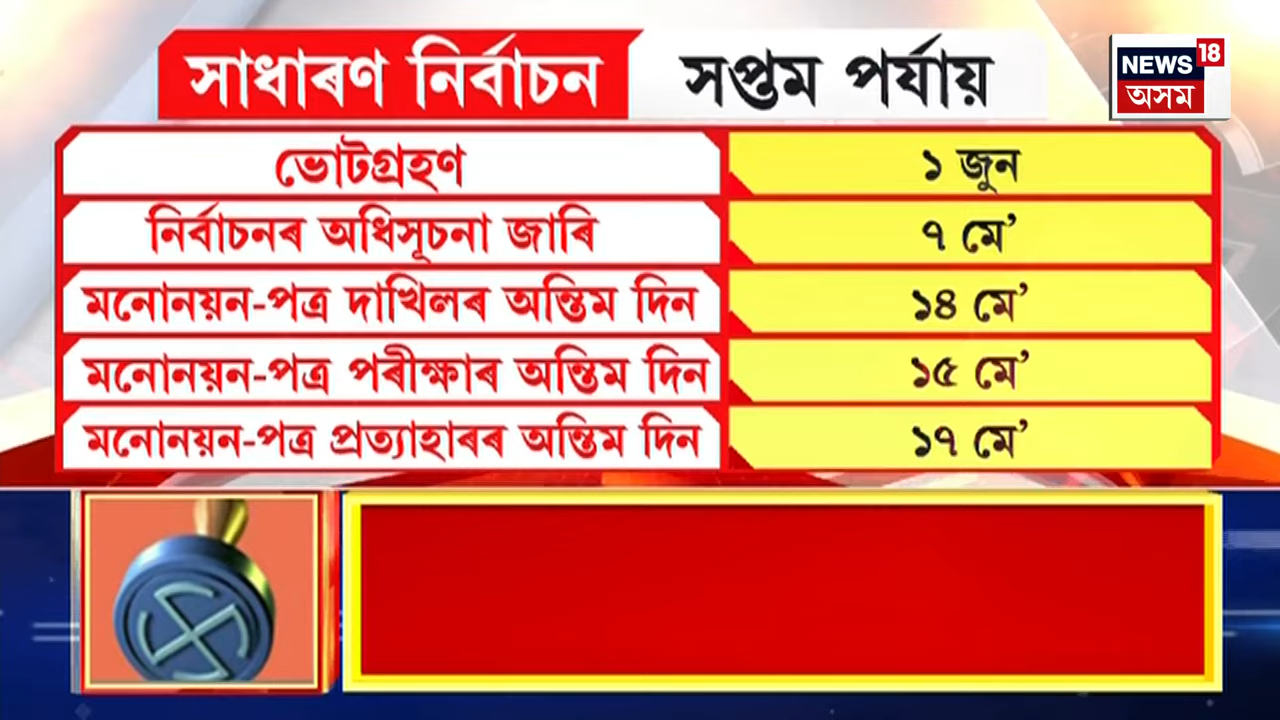 সাধাৰণ নিৰ্বাচন সপ্তম পৰ্যায়
NEWS 18
অসম
ভোটগ্ৰহণ ১ জুন
নিৰ্বাচনৰ অধিসূচনা জাৰি ৭ মে’
মনোনয়ন-পত্ৰ দাখিলৰ অন্তিম দিন ১৪ মে’
মনোনয়ন-পত্ৰ পৰীক্ষাৰ অন্তিম দিন ১৫ মে’
মনোনয়ন-পত্ৰ প্ৰত্যাহাৰৰ অন্তিম দিন ১৭ মে’